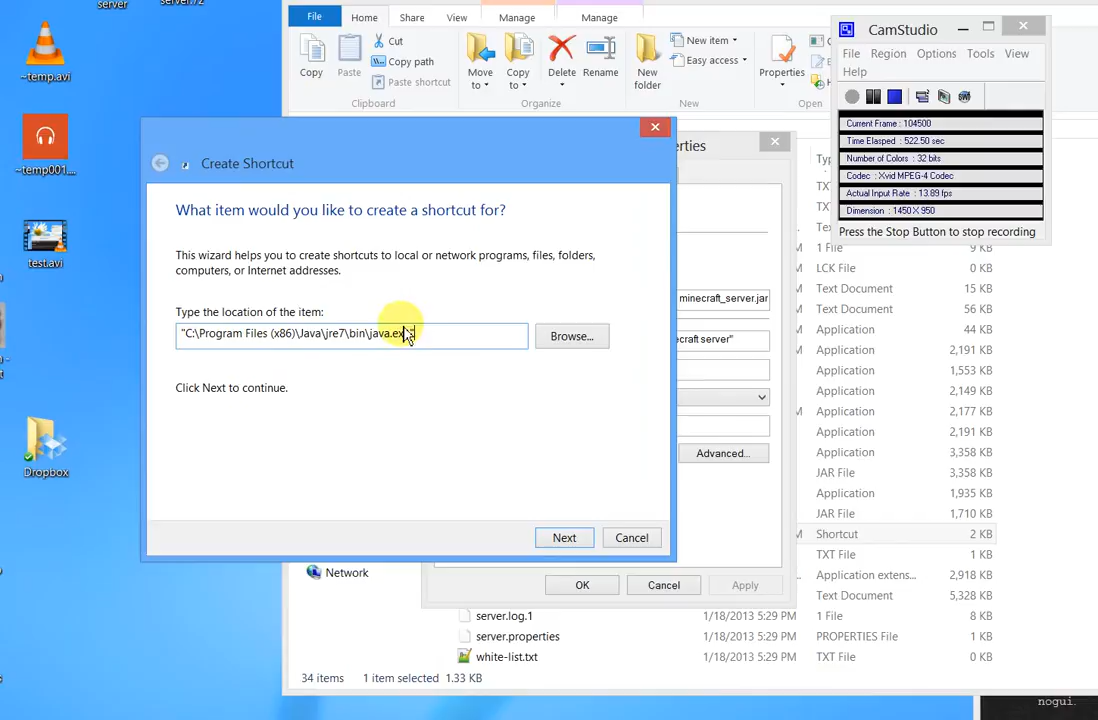 server
server.72
~temp.avi
~temp001....
test.avi
Dropbox
File
Home
Share
View
Manage
Manage
Copy
Paste
Cut
Copy path
Paste shortcut
Clipboard
Move to
Copy to
Delete
Rename
Organize
New folder
New item
Easy access
New
Properties
Open
CamStudio
File
Region
Options
Tools
View
Help
Current Frame : 104500
Time Elasped : 522.50 sec
Number of Colors : 32 bits
Codec : Xvid MPEG-4 Codec
Actual Input Rate : 13.89 fps
Dimension : 1450 X 950
Press the Stop Button to stop recording
Create Shortcut
What item would you like to create a shortcut for?
This wizard helps you to create shortcuts to local or network programs, files, folders,
computers, or Internet addresses.
Type the location of the item:
"C:\Program Files (x86)\Java\jre7\bin\java.ex
Browse...
Click Next to continue.
Next
Cancel
erties
minecraft_server.jar
ecraft server"
Advanced...
OK
Cancel
Apply
Network
Ty
TX
TX
Te
1 File 9 KB
LCK File 0 KB
Text Document 15 KB
Text Document 56 KB
Application 44 KB
Application 2,191 KB
Application 1,553 KB
Application 2,149 KB
Application 2,177 KB
Application 2,191 KB
Application 3,358 KB
JAR File 3,358 KB
Application 1,935 KB
JAR File 1,710 KB
Shortcut 2 KB
TXT File 0 KB
Application extens... 2,918 KB
Text Document 5,328 KB
server.log.1 1/18/2013 5:29 PM 1 File 8 KB
server.properties 1/18/2013 5:29 PM PROPERTIES File 1 KB
white-list.txt 1/18/2013 5:29 PM TXT File 0 KB
34 items 1 item selected 1.33 KB
nogui.